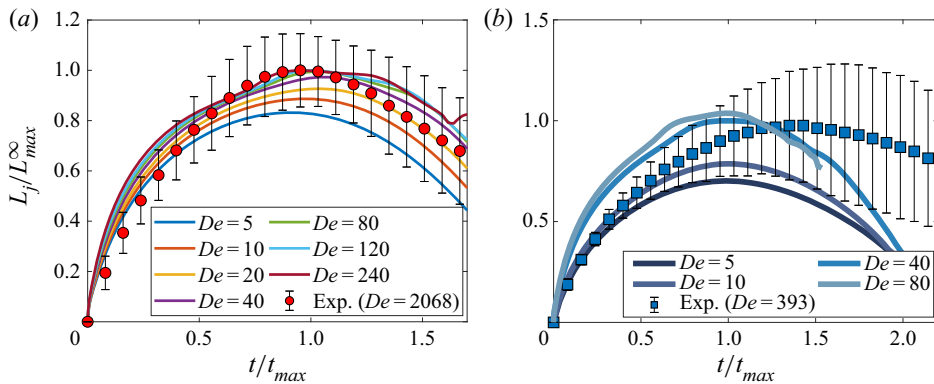 (a)
(b)
1.2
1.0
0.8
0.6
0.4
0.2
0
0.5
1.0
1.5
L_j/L^∞_max
t/t_max
De = 5
De = 10
De = 20
De = 40
De = 80
De = 120
De = 240
Exp. (De = 2068)
1.5
1.0
0.5
0
0.5
1.0
1.5
2.0
t/t_max
De = 5
De = 10
Exp. (De = 393)
De = 40
De = 80